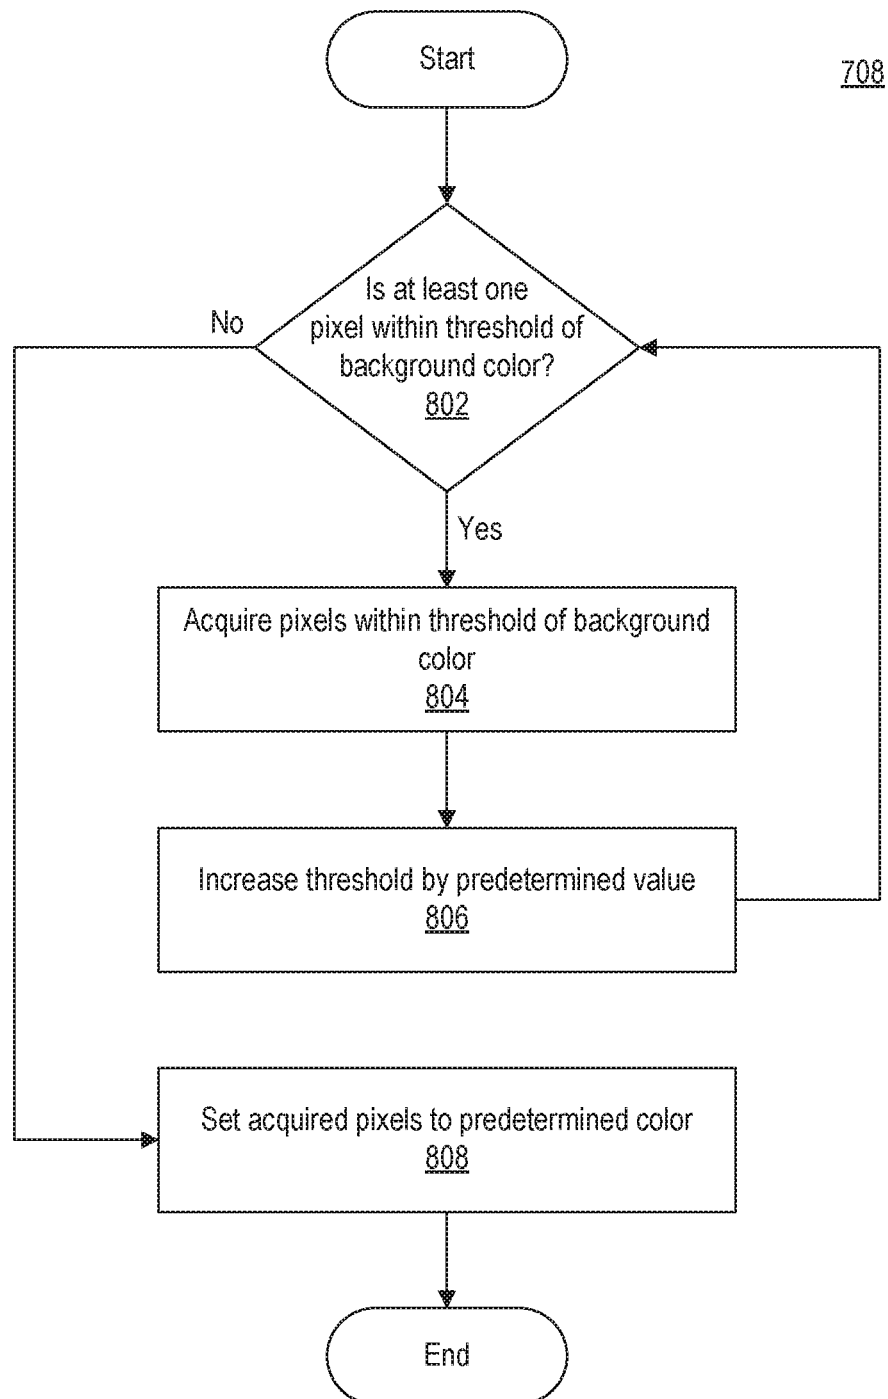 Start
708
Is at least one
pixel within threshold of
background color?
802
No
Yes
Acquire pixels within threshold of background
color
804
Increase threshold by predetermined value
806
Set acquired pixels to predetermined color
808
End